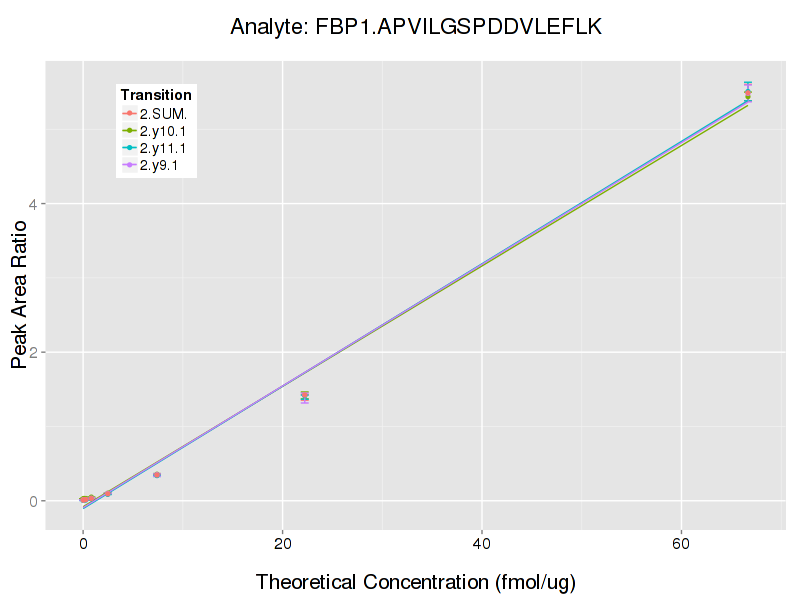 Analyte: FBP1.APVILGSPDDVLEFLK
Transition
2.SUM.
2.y10.1
2.y11.1
2.y9.1
Peak Area Ratio
4
2
0
0
20
40
60
Theoretical Concentration (fmol/ug)